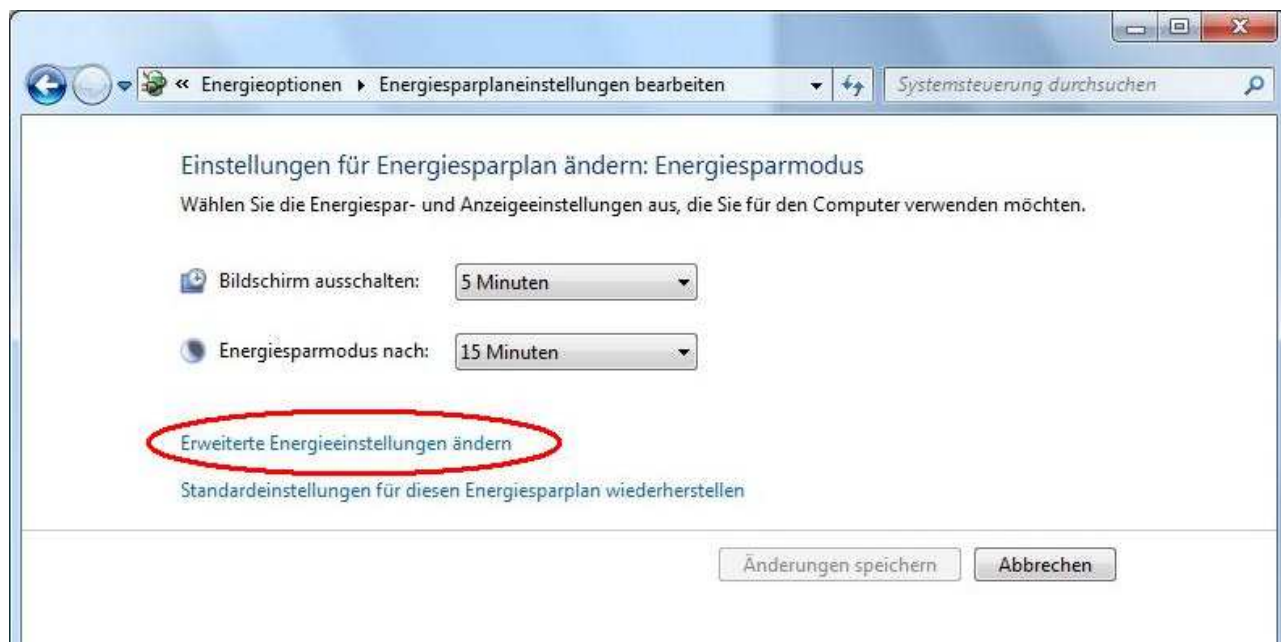 « Energieoptionen ▸ Energiesparplaneinstellungen bearbeiten
Systemsteuerung durchsuchen
Einstellungen für Energiesparplan ändern: Energiesparmodus
Wählen Sie die Energiespar- und Anzeigeeinstellungen aus, die Sie für den Computer verwenden möchten.
Bildschirm ausschalten: 5 Minuten
Energiesparmodus nach: 15 Minuten
Erweiterte Energieeinstellungen ändern
Standardeinstellungen für diesen Energiesparplan wiederherstellen
Änderungen speichern Abbrechen